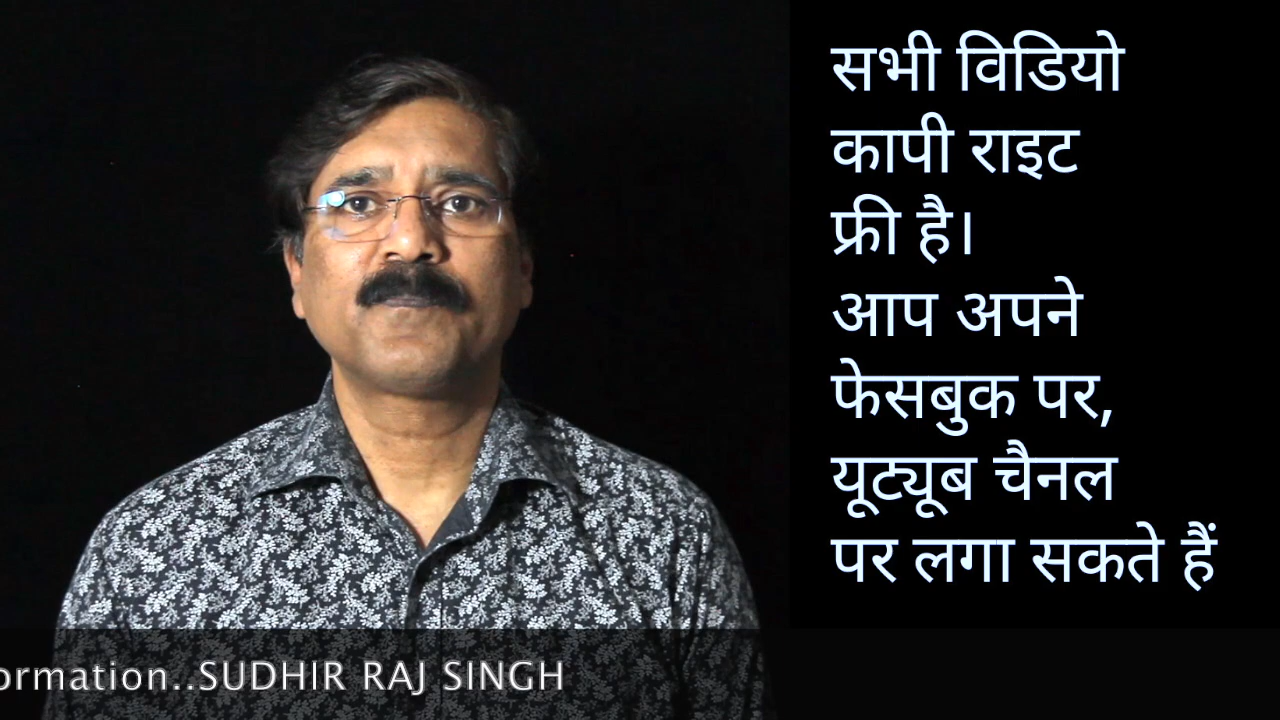 सभी विडियो
कापी राइट
फ्री है।
आप अपने
फेसबुक पर,
यूट्यूब चैनल
पर लगा सकते हैं
ormation..SUDHIR RAJ SINGH